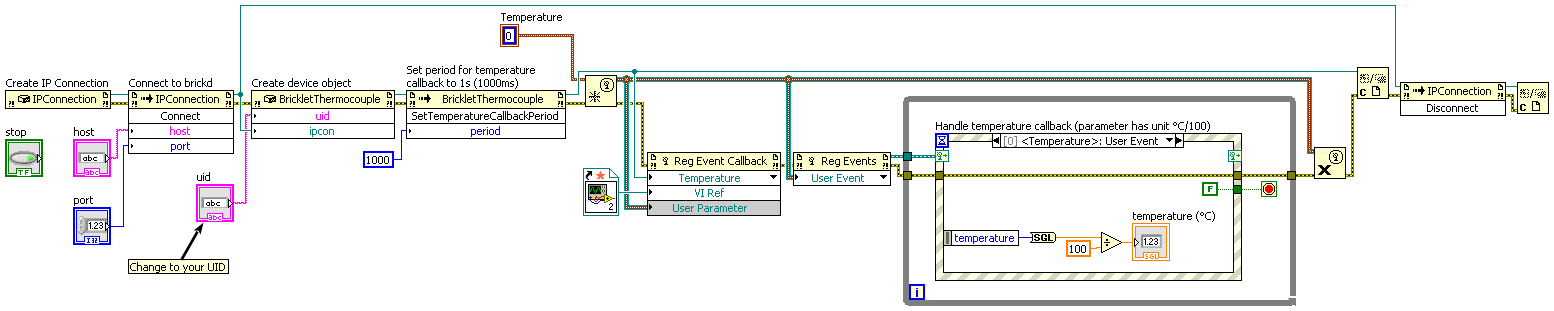 Temperature
0
Create IP Connection
IPConnection
stop
TF
Connect to brickd
IPConnection
Connect
host
port
host
abc
abc
port
1.23
I32
uid
abc
abc
Change to your UID
Create device object
BrickletThermocouple
uid
ipcon
Set period for temperature
callback to 1s (1000ms)
BrickletThermocouple
SetTemperatureCallbackPeriod
period
1000
2
Reg Event Callback
Temperature
VI Ref
User Parameter
Reg Events
User Event
Handle temperature callback (parameter has unit °C/100)
[0] <Temperature>: User Event
temperature
SGL
100
temperature (°C)
1.23
SGL
F
i
X
C
IPConnection
Disconnect
C